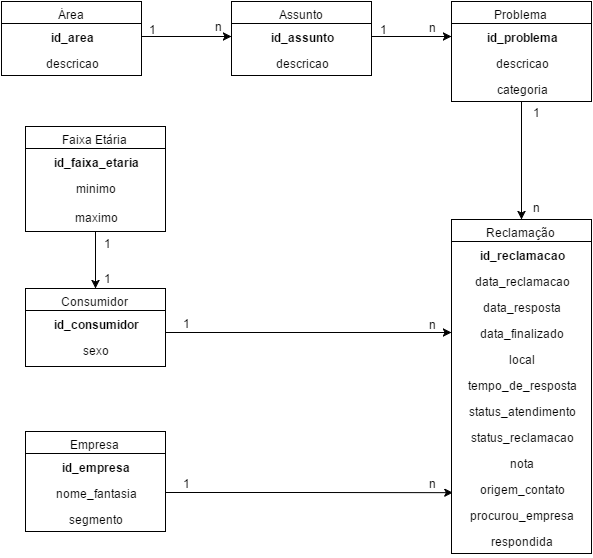 Área
id_area
descricao
1
n
Assunto
id_assunto
descricao
1
n
Problema
id_problema
descricao
categoria
1
n
Faixa Etária
id_faixa_etaria
minimo
maximo
1
1
Consumidor
id_consumidor
sexo
1
n
Empresa
id_empresa
nome_fantasia
segmento
1
n
Reclamação
id_reclamacao
data_reclamacao
data_resposta
data_finalizado
local
tempo_de_resposta
status_atendimento
status_reclamacao
nota
origem_contato
procurou_empresa
respondida